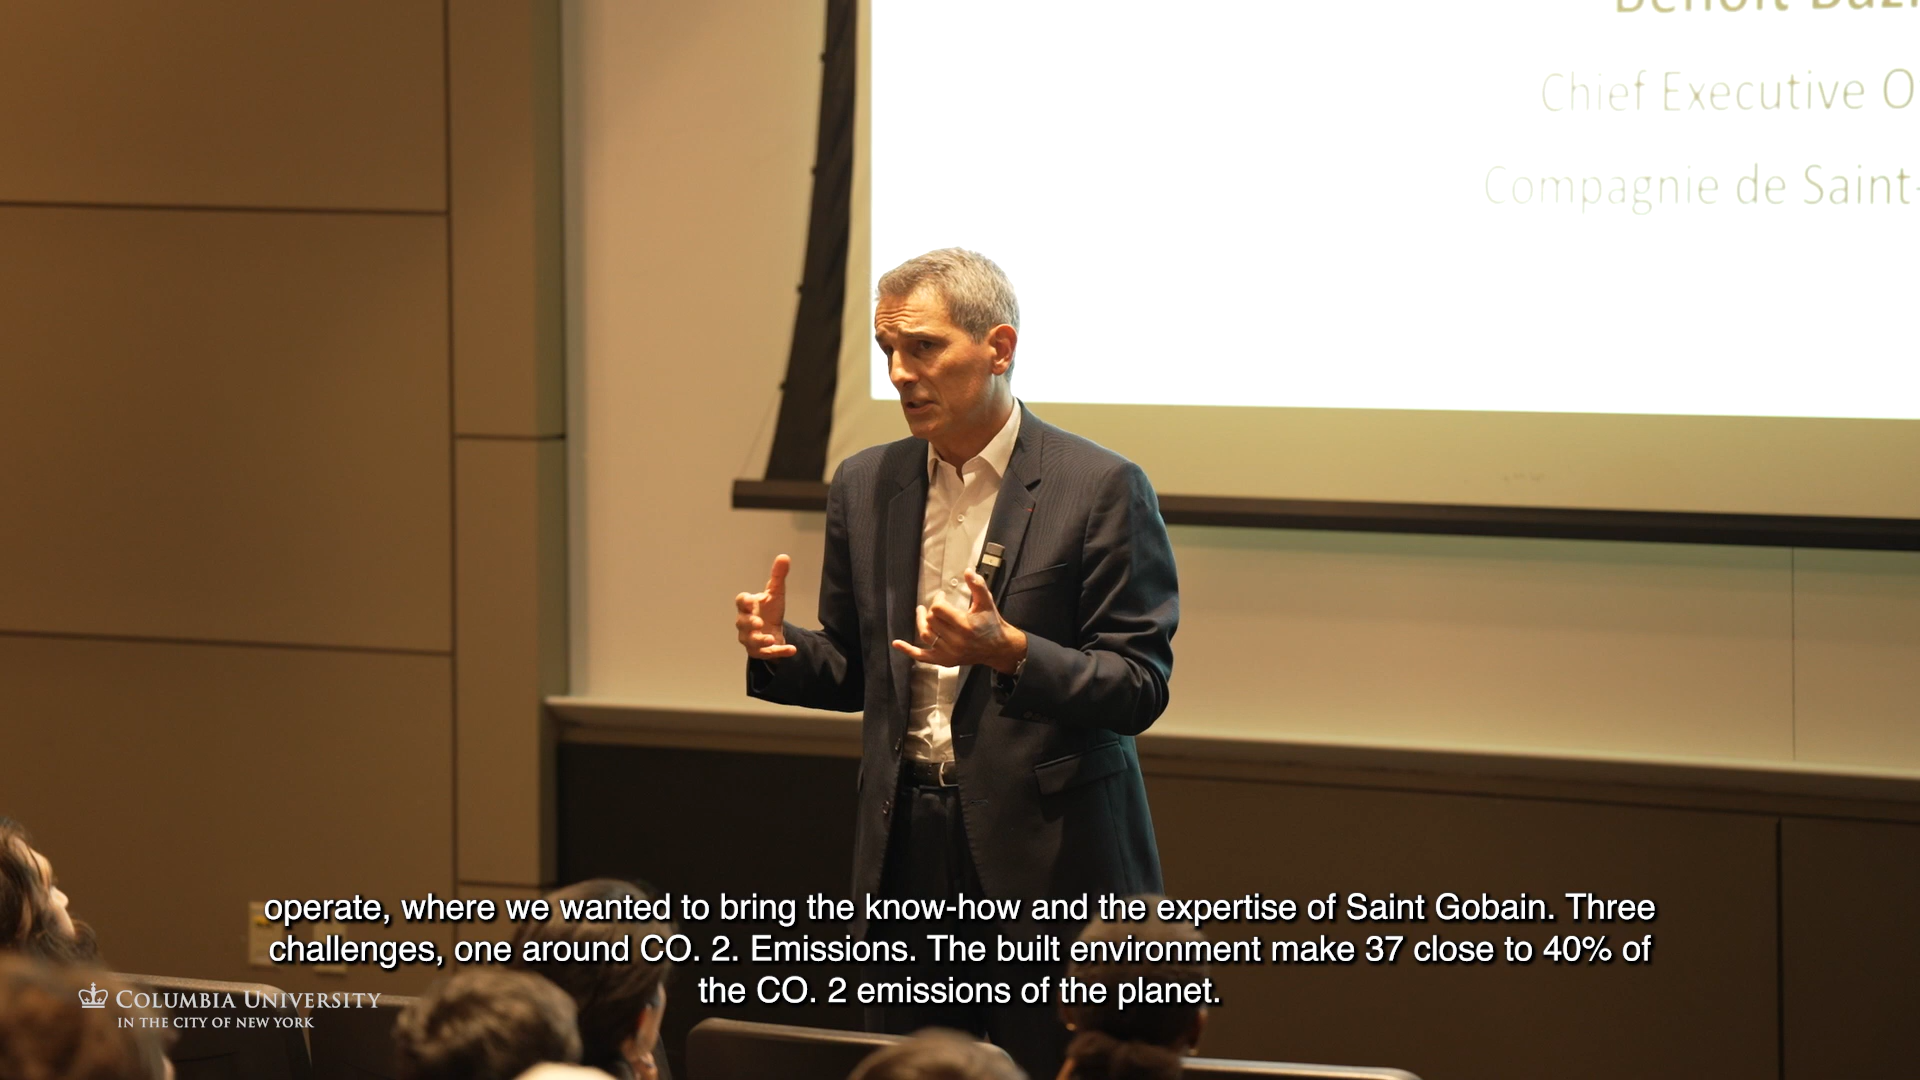 Benoit Bazi
Chief Executive O
Compagnie de Saint-
operate, where we wanted to bring the know-how and the expertise of Saint Gobain. Three
challenges, one around CO. 2. Emissions. The built environment make 37 close to 40% of
the CO. 2 emissions of the planet.
COLUMBIA UNIVERSITY
IN THE CITY OF NEW YORK